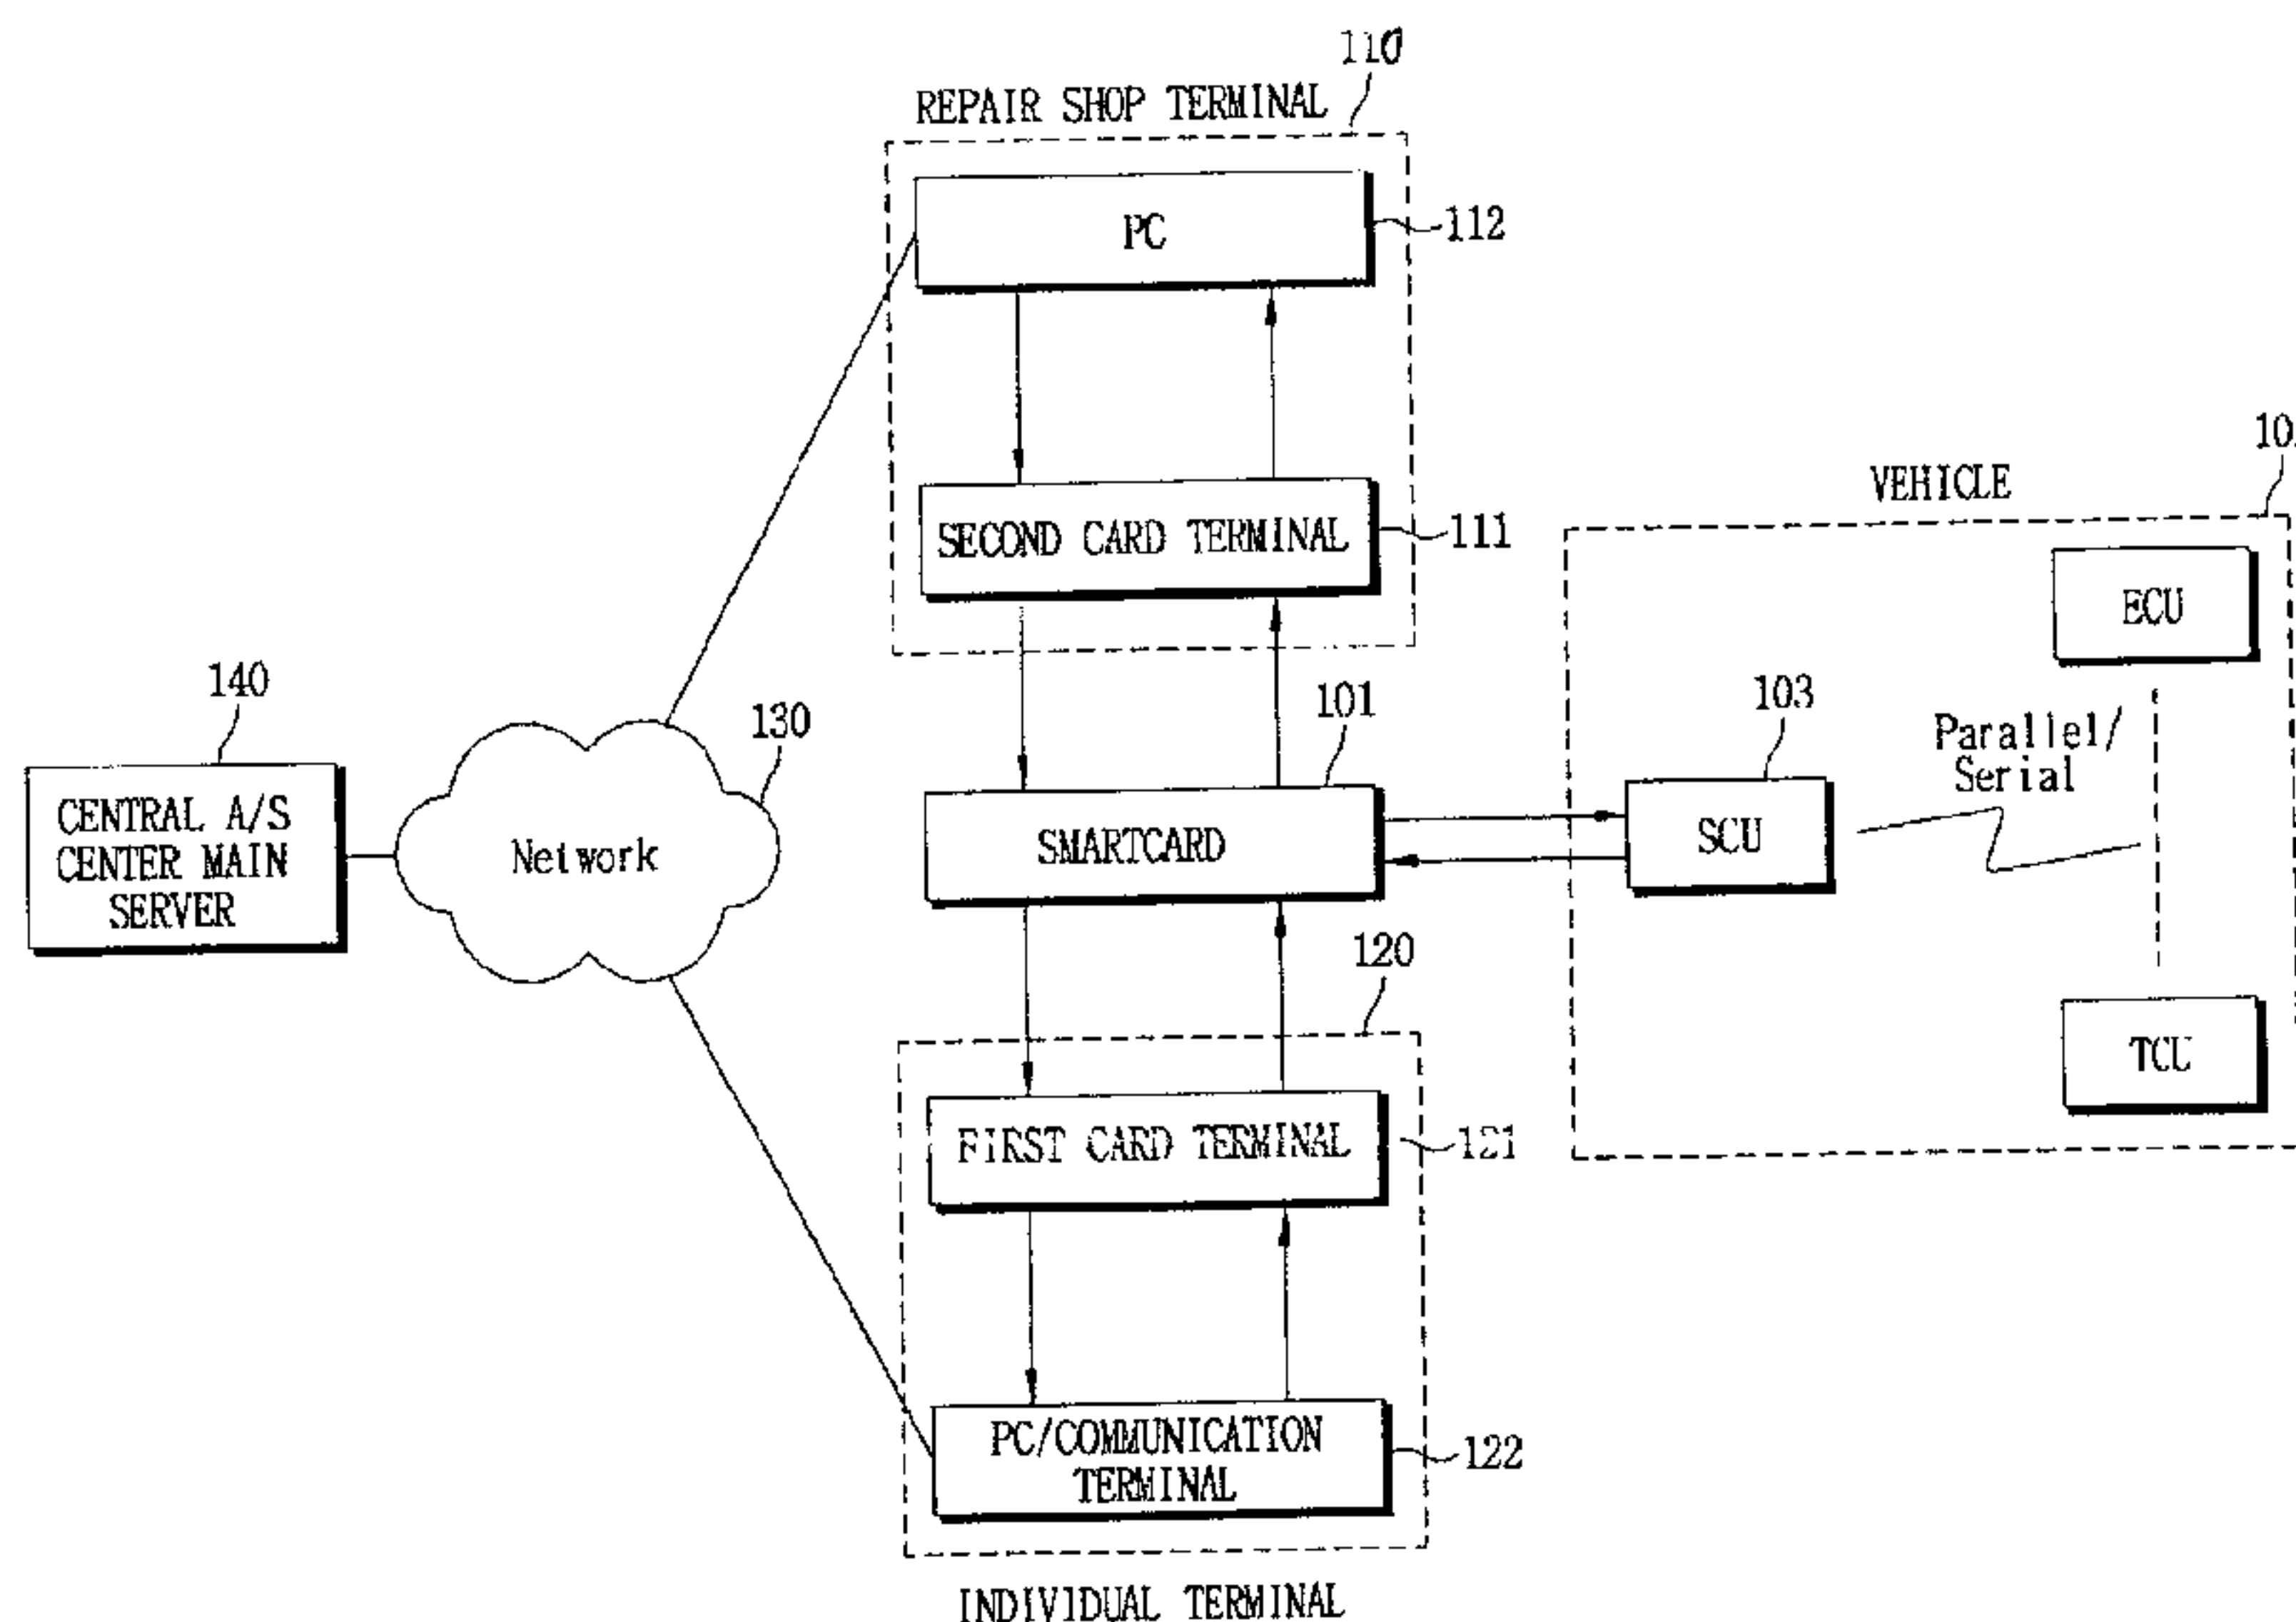 110
REPAIR SHOP TERMINAL
PC
112
SECOND CARD TERMINAL
111
VEHICLE
ECU
140
130
101
103
Parallel/
Serial
CENTRAL A/S
CENTER MAIN
SERVER
Network
SMARTCARD
SCU
120
TCU
FIRST CARD TERMINAL
121
PC/COMMUNICATION
TERMINAL
122
INDIVIDUAL TERMINAL